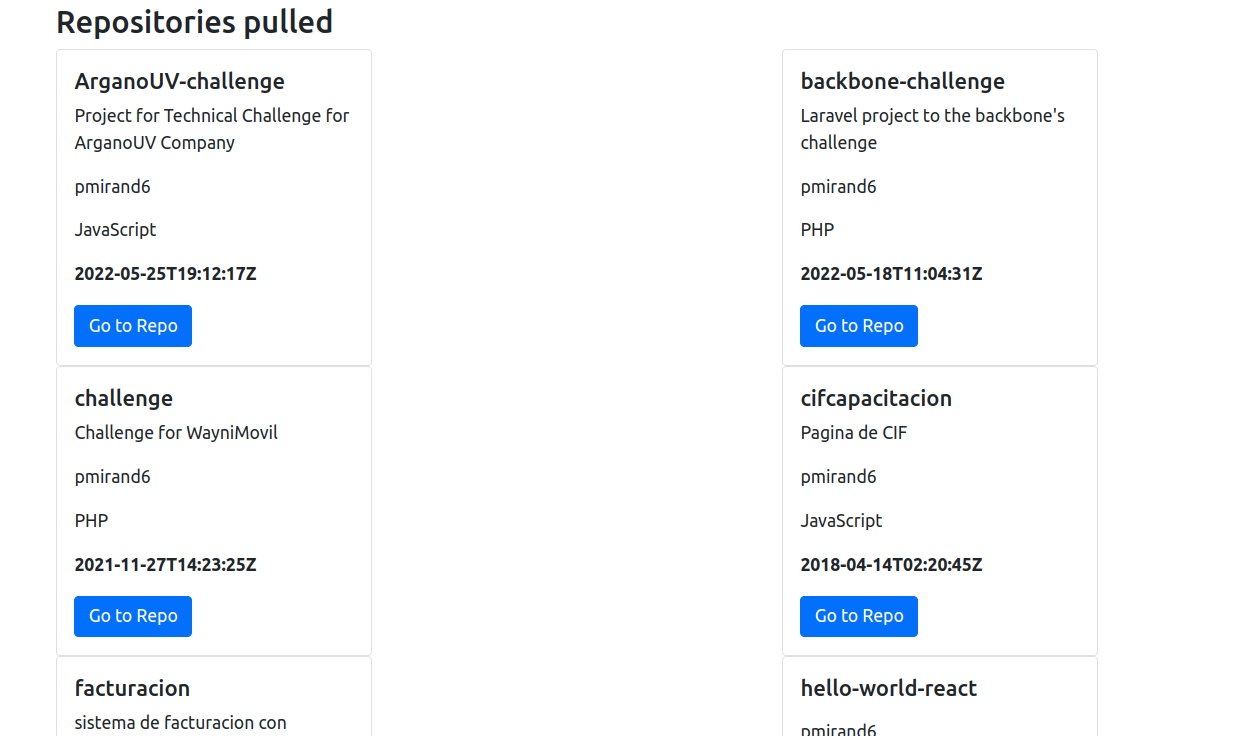 Repositories pulled
ArganoUV-challenge
Project for Technical Challenge for
ArganoUV Company
pmirand6
JavaScript
2022-05-25T19:12:17Z
Go to Repo
backbone-challenge
Laravel project to the backbone's
challenge
pmirand6
PHP
2022-05-18T11:04:31Z
Go to Repo
challenge
Challenge for WayniMovil
pmirand6
PHP
2021-11-27T14:23:25Z
Go to Repo
cifcapacitacion
Pagina de CIF
pmirand6
JavaScript
2018-04-14T02:20:45Z
Go to Repo
facturacion
sistema de facturacion con
hello-world-react
pmirand6